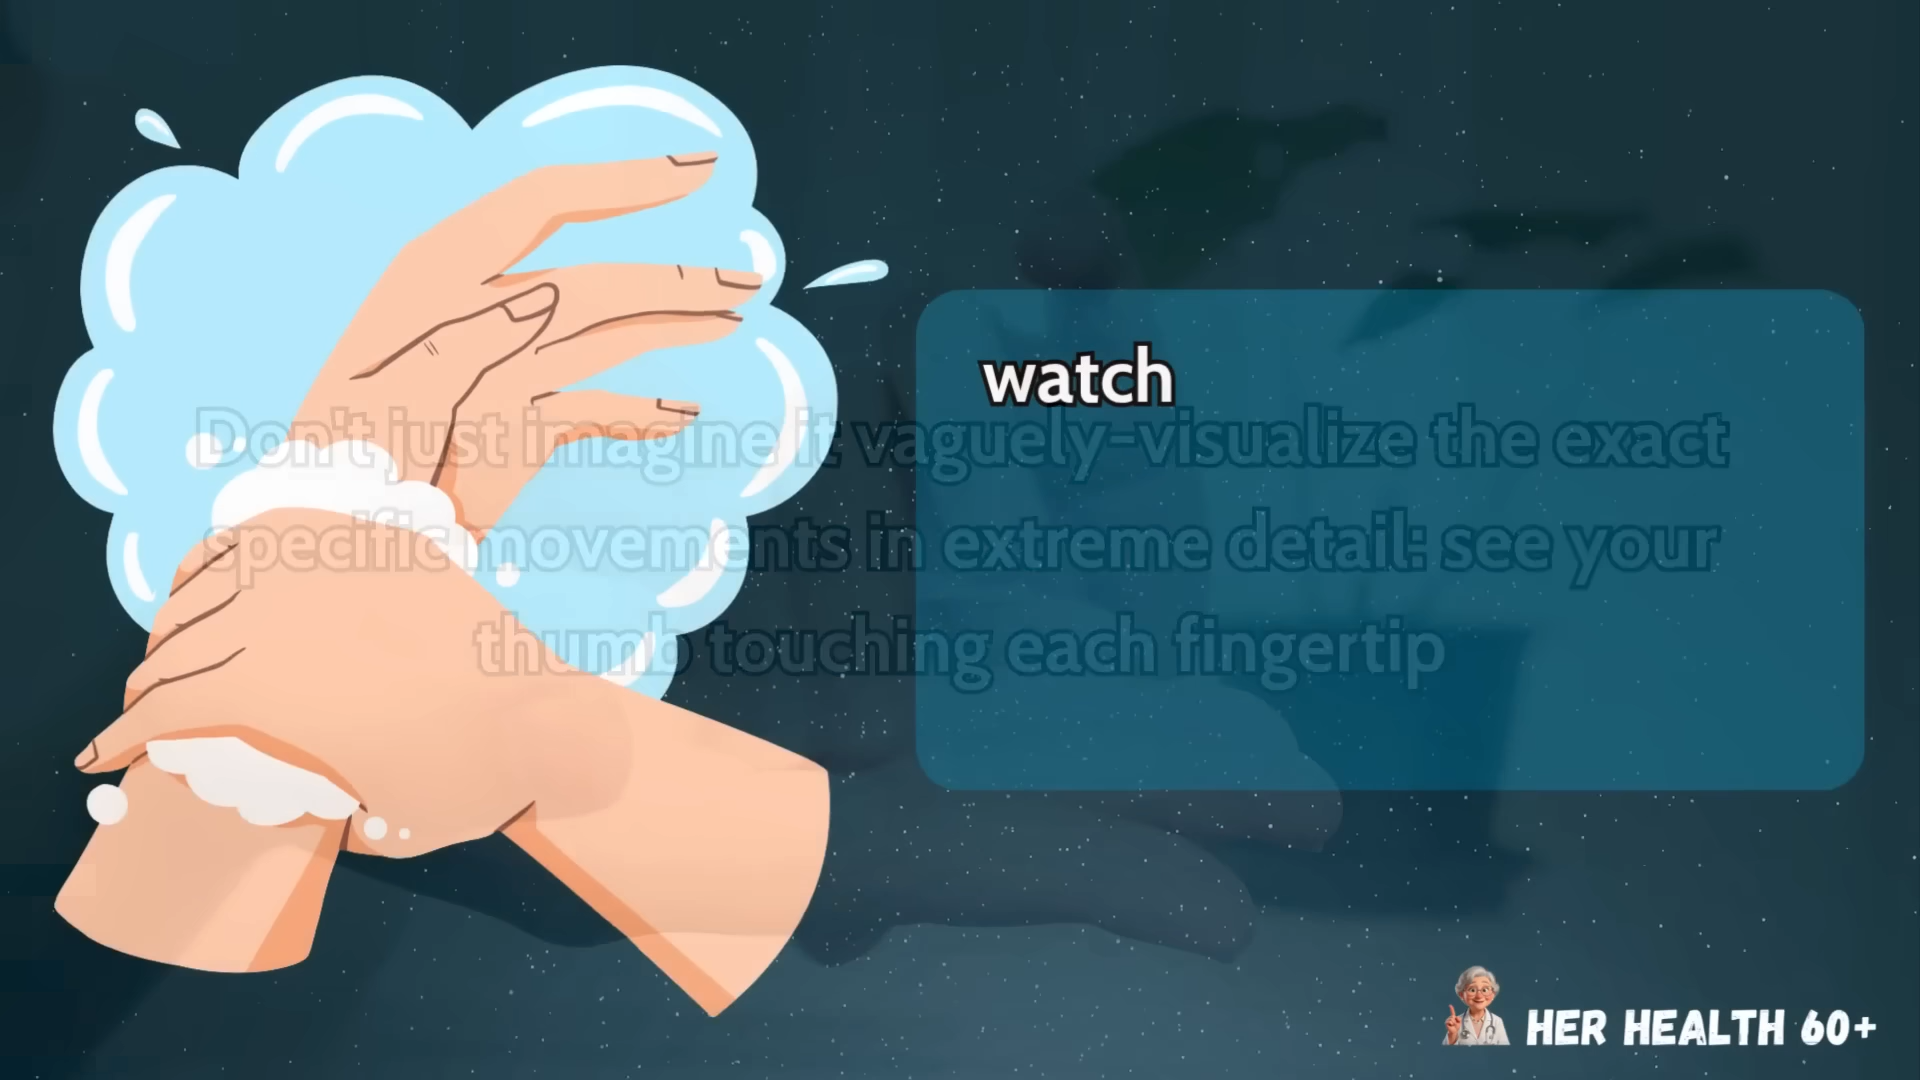 watch
Don't just imagine it vaguely-visualize the exact
specific movements in extreme detail: see your
thumb touching each fingertip
HER HEALTH 60+